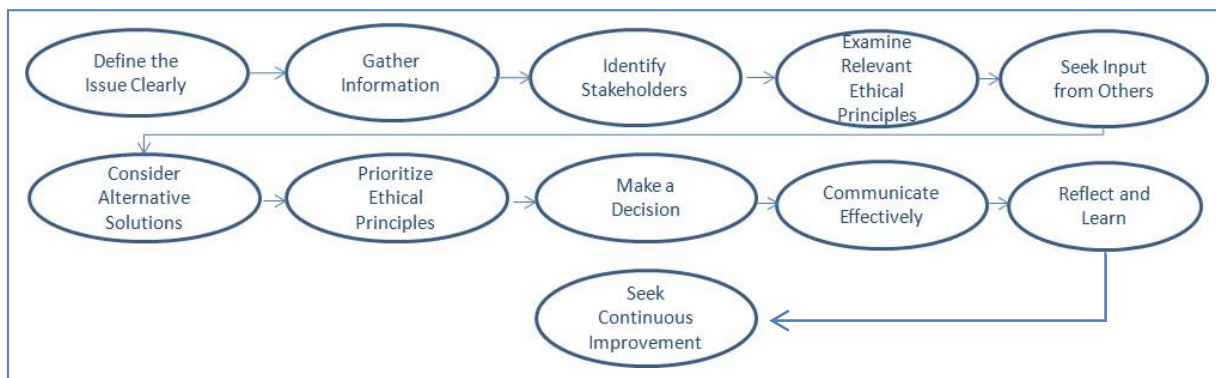 Define the
Issue Clearly
Gather
Information
Identify
Stakeholders
Examine
Relevant
Ethical
Principles
Seek Input
from Others
Consider
Alternative
Solutions
Prioritize
Ethical
Principles
Make a
Decision
Communicate
Effectively
Reflect and
Learn
Seek
Continuous
Improvement